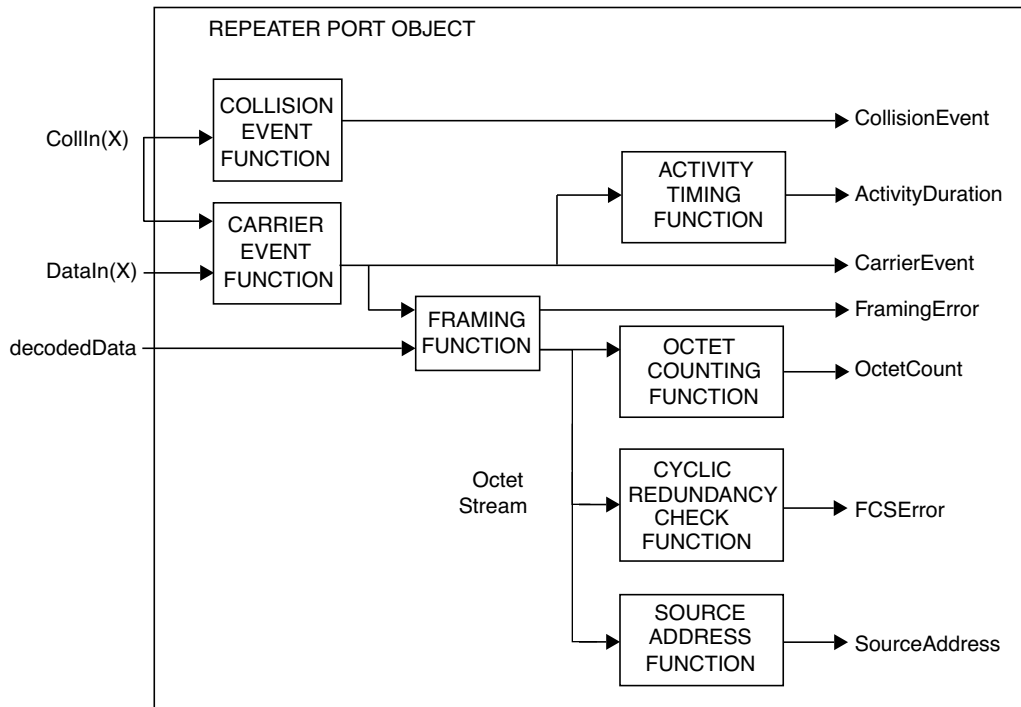 REPEATER PORT OBJECT
COLLISION
EVENT
FUNCTION
CollIn(X)
CollisionEvent
ACTIVITY
TIMING
FUNCTION
ActivityDuration
CARRIER
EVENT
FUNCTION
DataIn(X)
CarrierEvent
FRAMING
FUNCTION
FramingError
decodedData
OCTET
COUNTING
FUNCTION
OctetCount
Octet
Stream
CYCLIC
REDUNDANCY
CHECK
FUNCTION
FCSError
SOURCE
ADDRESS
FUNCTION
SourceAddress